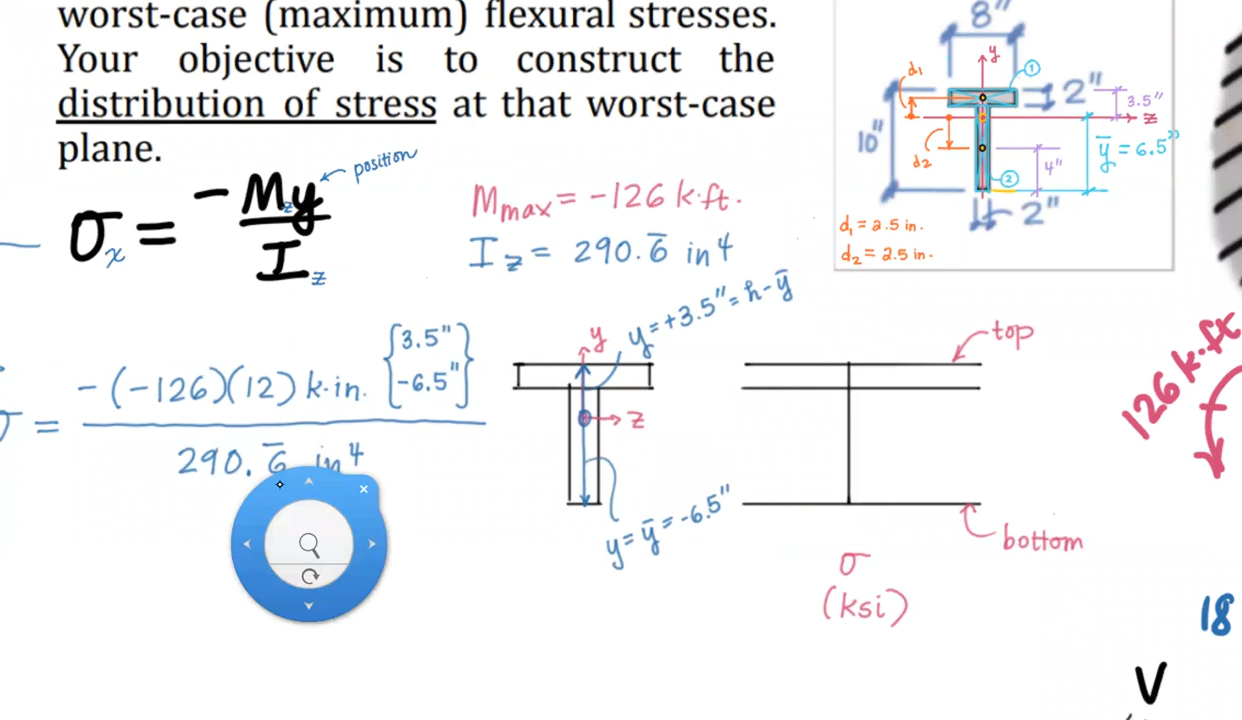 worst-case (maximum) flexural stresses.
Your objective is to construct the
distribution of stress at that worst-case
plane.
position
σx = -Mzy / Iz
Mmax = -126 k·ft.
Iz = 290.6̅ in4
8"
y
1
d1
2"
3.5"
z
10"
d2
4"
y̅ = 6.5"
2
2"
d1 = 2.5 in.
d2 = 2.5 in.
σ = -(-126)(12) k·in. {3.5" -6.5"} / 290.6̅ in4
y = +3.5" = h - y̅
y
z
y = y̅ = -6.5"
top
bottom
σ
(ksi)
126 k·ft
18
V